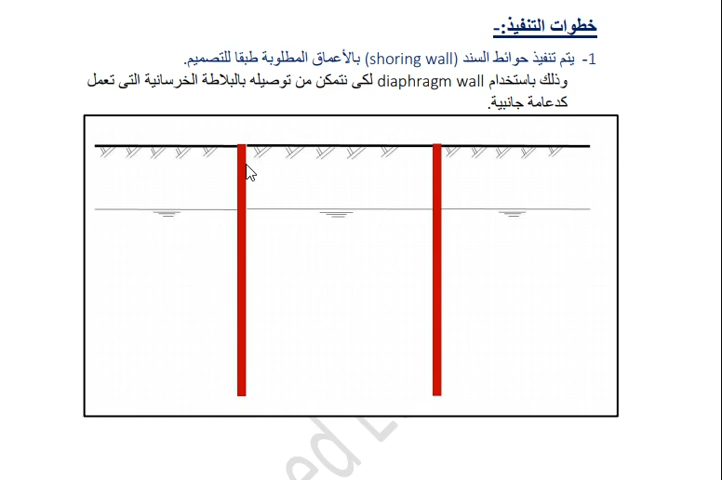 خطوات التنفيذ:-
1- يتم تنفيذ حوائط السند (shoring wall) بالأعماق المطلوبة طبقا للتصميم.
وذلك باستخدام diaphragm wall لكى نتمكن من توصيله بالبلاطة الخرسانية التى تعمل
كدعامة جانبية.